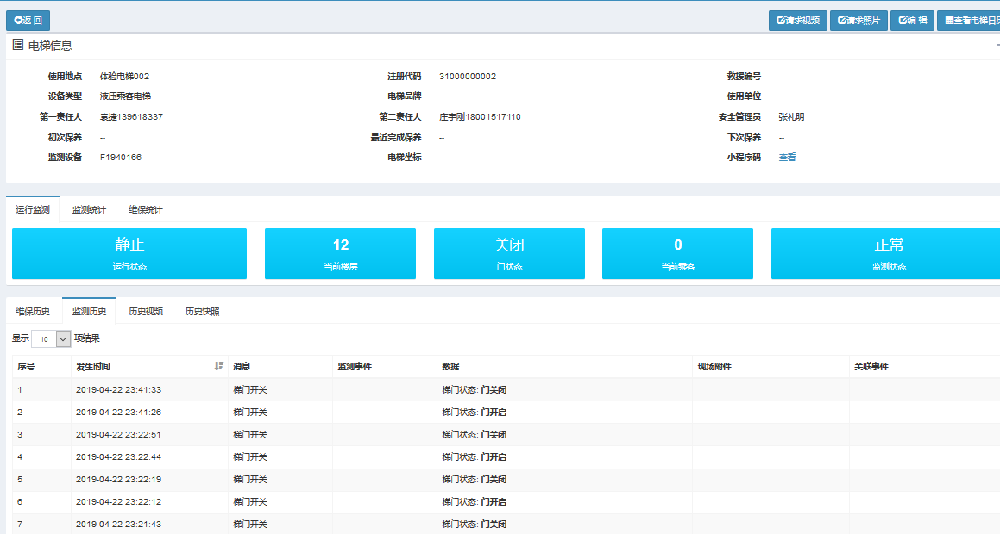 返 回 请求视频 请求照片 编 辑 查看电梯日历
电梯信息
使用地点 体验电梯002 注册代码 31000000002 救援编号
设备类型 液压乘客电梯 电梯品牌 使用单位
第一责任人 袁捷139618337 第二责任人 庄宇刚18001517110 安全管理员 张礼明
初次保养 -- 最近完成保养 -- 下次保养 --
监测设备 F1940166 电梯坐标 小程序码 查看
运行监测 监测统计 维保统计
静止 12 关闭 0 正常
运行状态 当前楼层 门状态 当前乘客 监测状态
维保历史 监测历史 历史视频 历史快照
显示 10 项结果
序号 发生时间 消息 监测事件 数据 现场附件 关联事件
1 2019-04-22 23:41:33 梯门开关 梯门状态: 门关闭
2 2019-04-22 23:41:26 梯门开关 梯门状态: 门开启
3 2019-04-22 23:22:51 梯门开关 梯门状态: 门关闭
4 2019-04-22 23:22:44 梯门开关 梯门状态: 门开启
5 2019-04-22 23:22:19 梯门开关 梯门状态: 门关闭
6 2019-04-22 23:22:12 梯门开关 梯门状态: 门开启
7 2019-04-22 23:21:43 梯门开关 梯门状态: 门关闭